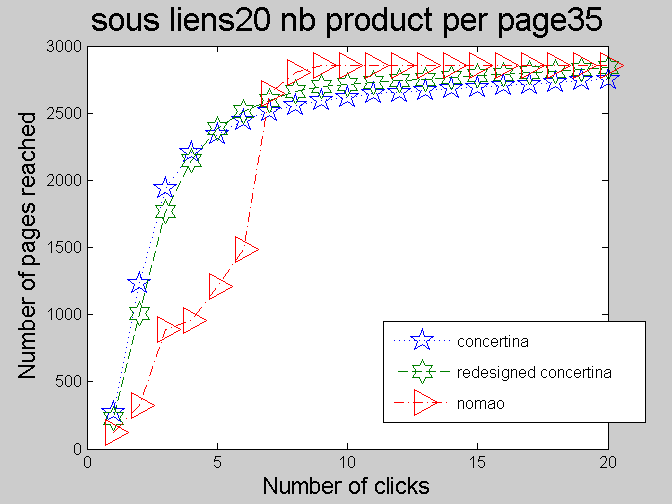 sous liens20 nb product per page35
3000
2500
2000
1500
1000
500
0
0
5
10
15
20
Number of pages reached
Number of clicks
concertina
redesigned concertina
nomao